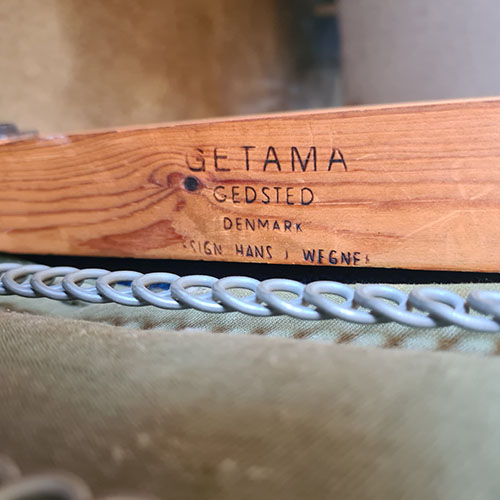 GETAMA
GEDSTED
DENMARK
SIGN HANS J WEGNE